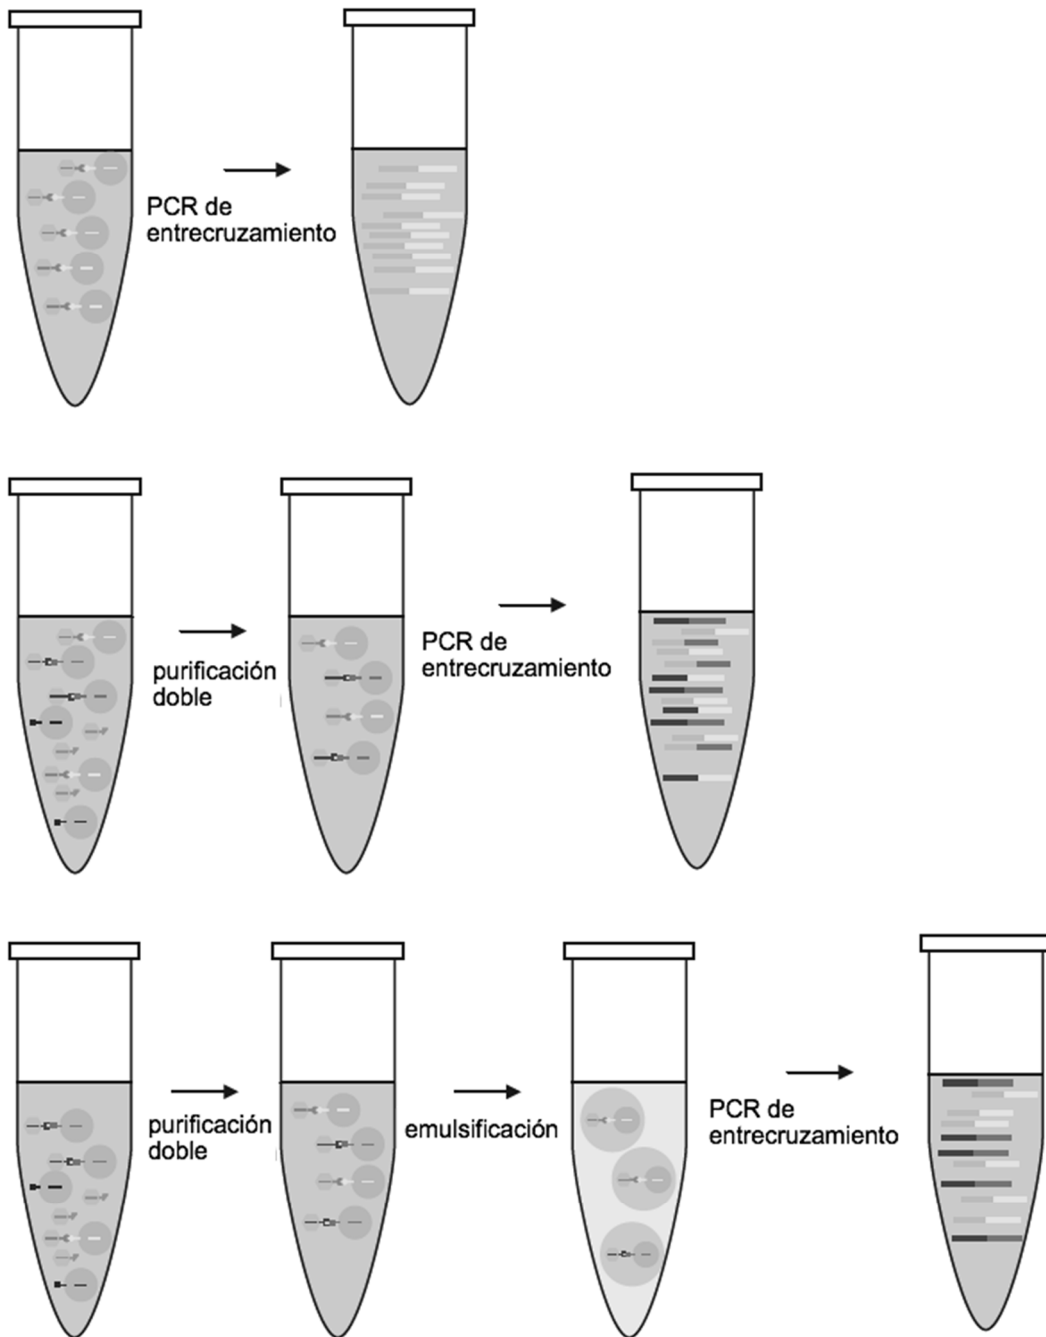 PCR de
entrecruzamiento
purificación
doble
PCR de
entrecruzamiento
purificación
doble
emulsificación
PCR de
entrecruzamiento